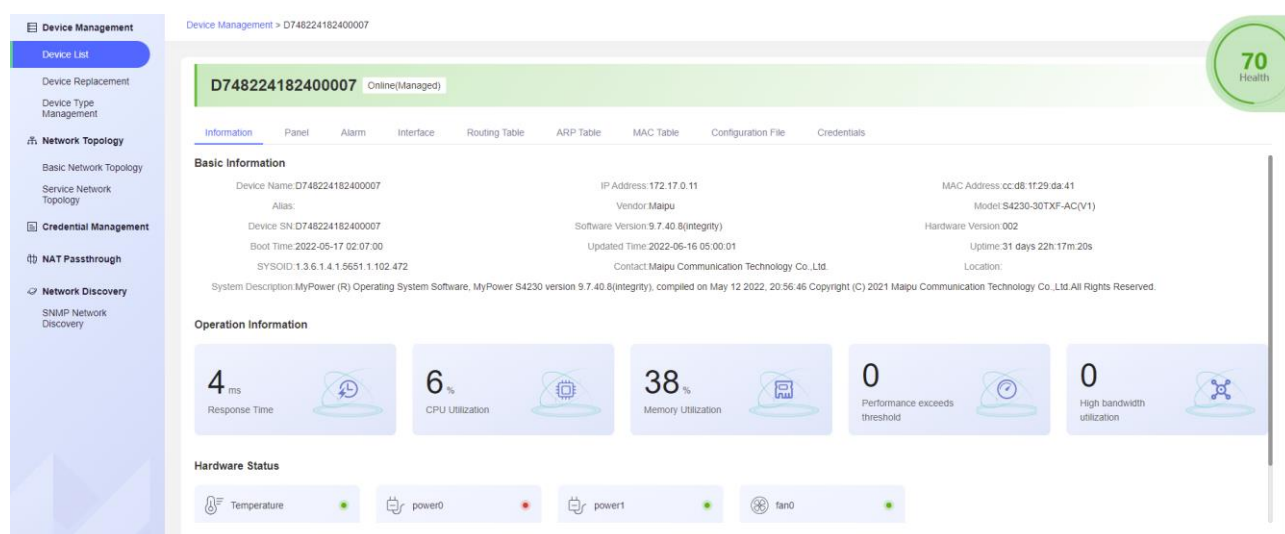 Device Management
Device List
Device Replacement
Device Type
Management
Network Topology
Basic Network Topology
Service Network
Topology
Credential Management
NAT Passthrough
Network Discovery
SNMP Network
Discovery
Device Management > D748224182400007
70
Health
D748224182400007 Online(Managed)
Information Panel Alarm Interface Routing Table ARP Table MAC Table Configuration File Credentials
Basic Information
Device Name:D748224182400007 IP Address:172.17.0.11 MAC Address:cc:d8:1f:29:da:41
Alias: Vendor:Maipu Model:S4230-30TXF-AC(V1)
Device SN:D748224182400007 Software Version:9.7.40.8(integrity) Hardware Version:002
Boot Time:2022-05-17 02:07:00 Updated Time:2022-06-16 05:00:01 Uptime:31 days 22h:17m:20s
SYSOID:1.3.6.1.4.1.5651.1.102.472 Contact:Maipu Communication Technology Co.,Ltd. Location:
System Description:MyPower (R) Operating System Software, MyPower S4230 version 9.7.40.8(integrity), compiled on May 12 2022, 20:56:46 Copyright (C) 2021 Maipu Communication Technology Co.,Ltd.All Rights Reserved.
Operation Information
4 ms
Response Time
6 %
CPU Utilization
38 %
Memory Utilization
0
Performance exceeds
threshold
0
High bandwidth
utilization
Hardware Status
Temperature power0 power1 fan0